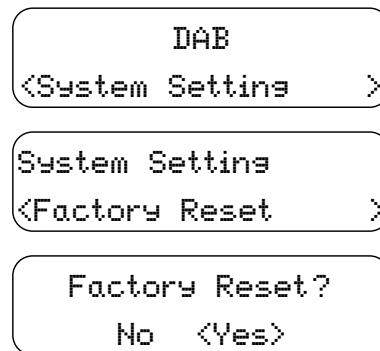 DAB
<System Setting >
System Setting
<Factory Reset >
Factory Reset?
No <Yes>